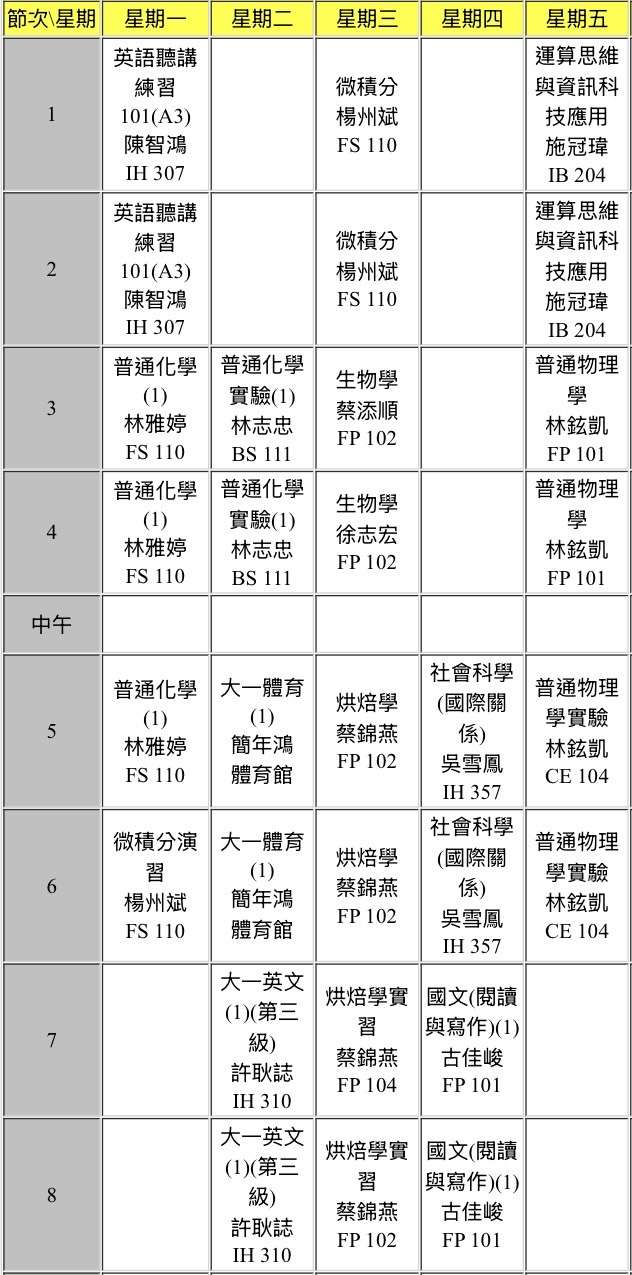 節次\星期 星期一 星期二 星期三 星期四 星期五
1
英語聽講
練習
101(A3)
陳智鴻
IH 307
微積分
楊州斌
FS 110
運算思維
與資訊科
技應用
施冠瑋
IB 204
2
英語聽講
練習
101(A3)
陳智鴻
IH 307
微積分
楊州斌
FS 110
運算思維
與資訊科
技應用
施冠瑋
IB 204
3
普通化學
(1)
林雅婷
FS 110
普通化學
實驗(1)
林志忠
BS 111
生物學
蔡添順
FP 102
普通物理
學
林鉉凱
FP 101
4
普通化學
(1)
林雅婷
FS 110
普通化學
實驗(1)
林志忠
BS 111
生物學
徐志宏
FP 102
普通物理
學
林鉉凱
FP 101
中午
5
普通化學
(1)
林雅婷
FS 110
大一體育
(1)
簡年鴻
體育館
烘焙學
蔡錦燕
FP 102
社會科學
(國際關
係)
吳雪鳳
IH 357
普通物理
學實驗
林鉉凱
CE 104
6
微積分演
習
楊州斌
FS 110
大一體育
(1)
簡年鴻
體育館
烘焙學
蔡錦燕
FP 102
社會科學
(國際關
係)
吳雪鳳
IH 357
普通物理
學實驗
林鉉凱
CE 104
7
大一英文
(1)(第三
級)
許耿誌
IH 310
烘焙學實
習
蔡錦燕
FP 104
國文(閱讀
與寫作)(1)
古佳峻
FP 101
8
大一英文
(1)(第三
級)
許耿誌
IH 310
烘焙學實
習
蔡錦燕
FP 102
國文(閱讀
與寫作)(1)
古佳峻
FP 101